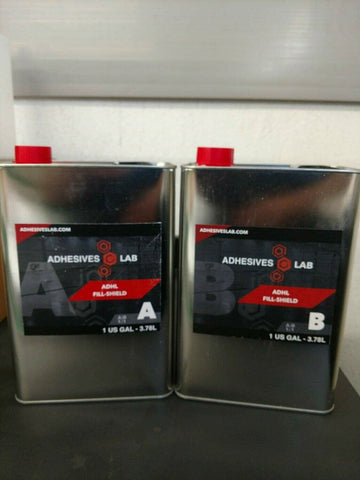 ADHESIVESLAB.COM
A
ADHESIVES LAB
ADHL
FILL-SHIELD
A
1 US GAL - 3.78L
ADHESIVESLAB.COM
B
ADHESIVES LAB
ADHL
FILL-SHIELD
B
1 US GAL - 3.78L